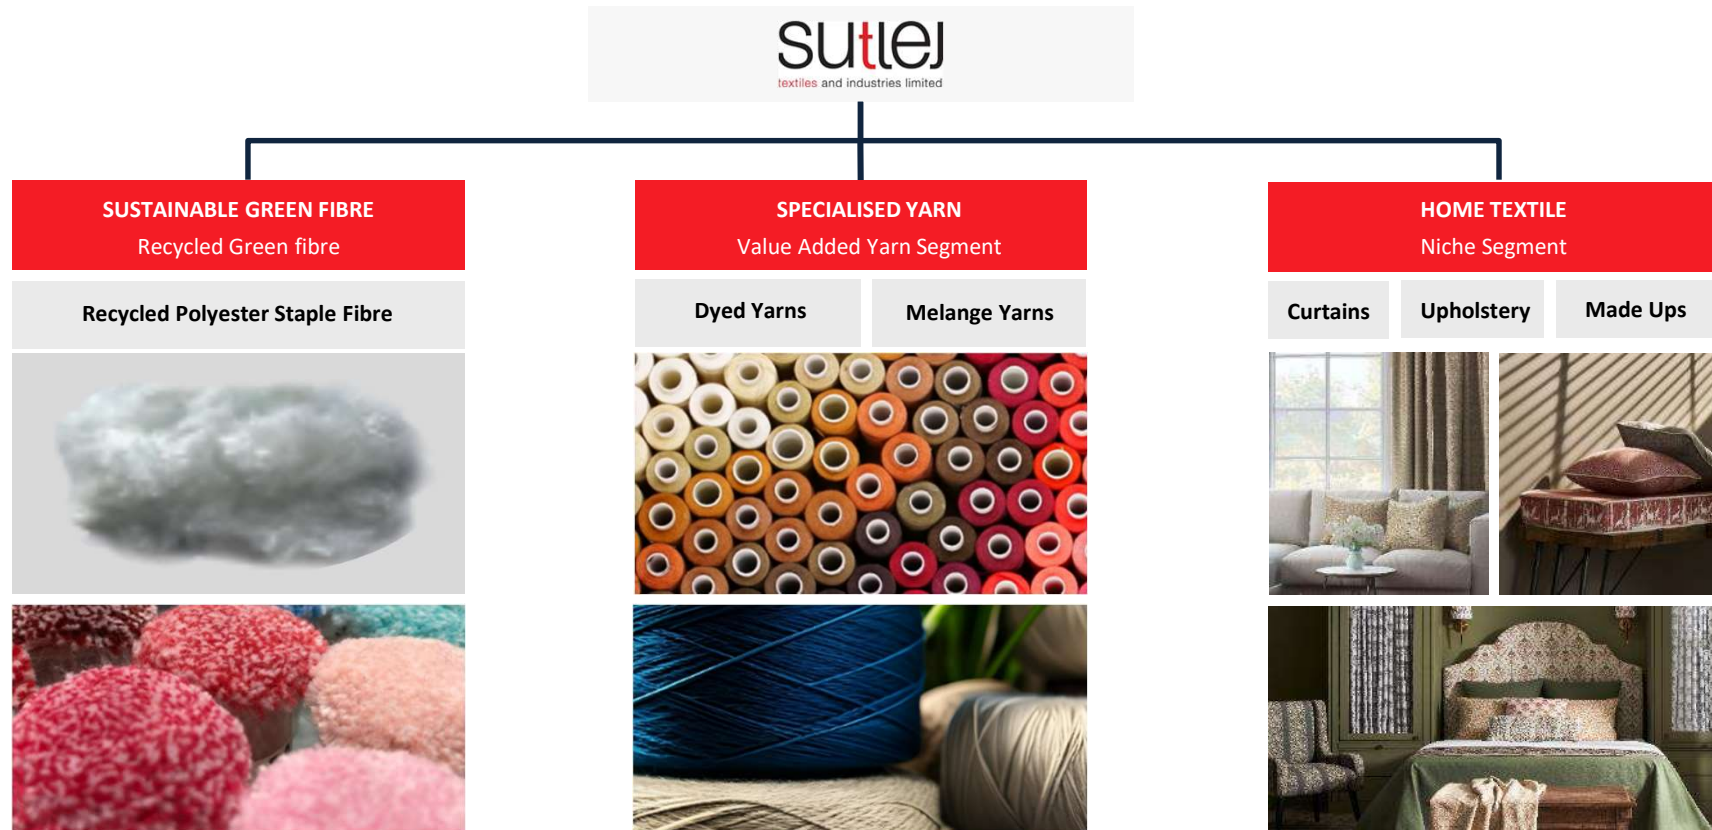 sutlej
textiles and industries limited
SUSTAINABLE GREEN FIBRE
Recycled Green fibre
Recycled Polyester Staple Fibre
SPECIALISED YARN
Value Added Yarn Segment
Dyed Yarns
Melange Yarns
HOME TEXTILE
Niche Segment
Curtains
Upholstery
Made Ups